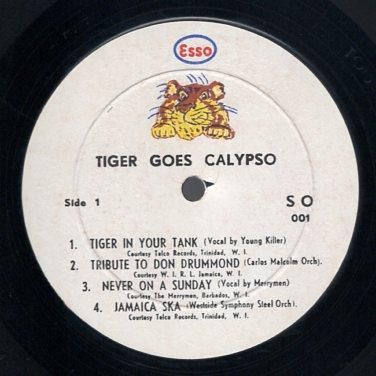 Esso
TIGER GOES CALYPSO
Side 1
S O
001
1. TIGER IN YOUR TANK (Vocal by Young Killer)
Courtesy Telco Records, Trinidad, W. I.
2. TRIBUTE TO DON DRUMMOND (Carlos Malcolm Orch).
Courtesy W. I. R. L. Jamaica, W. I.
3. NEVER ON A SUNDAY (Vocal by Merrymen)
Courtesy The Merrymen, Barbados, W. I.
4. JAMAICA SKA (Westside Symphony Steel Orch).
Courtesy Telco Records, Trinidad, W. I.